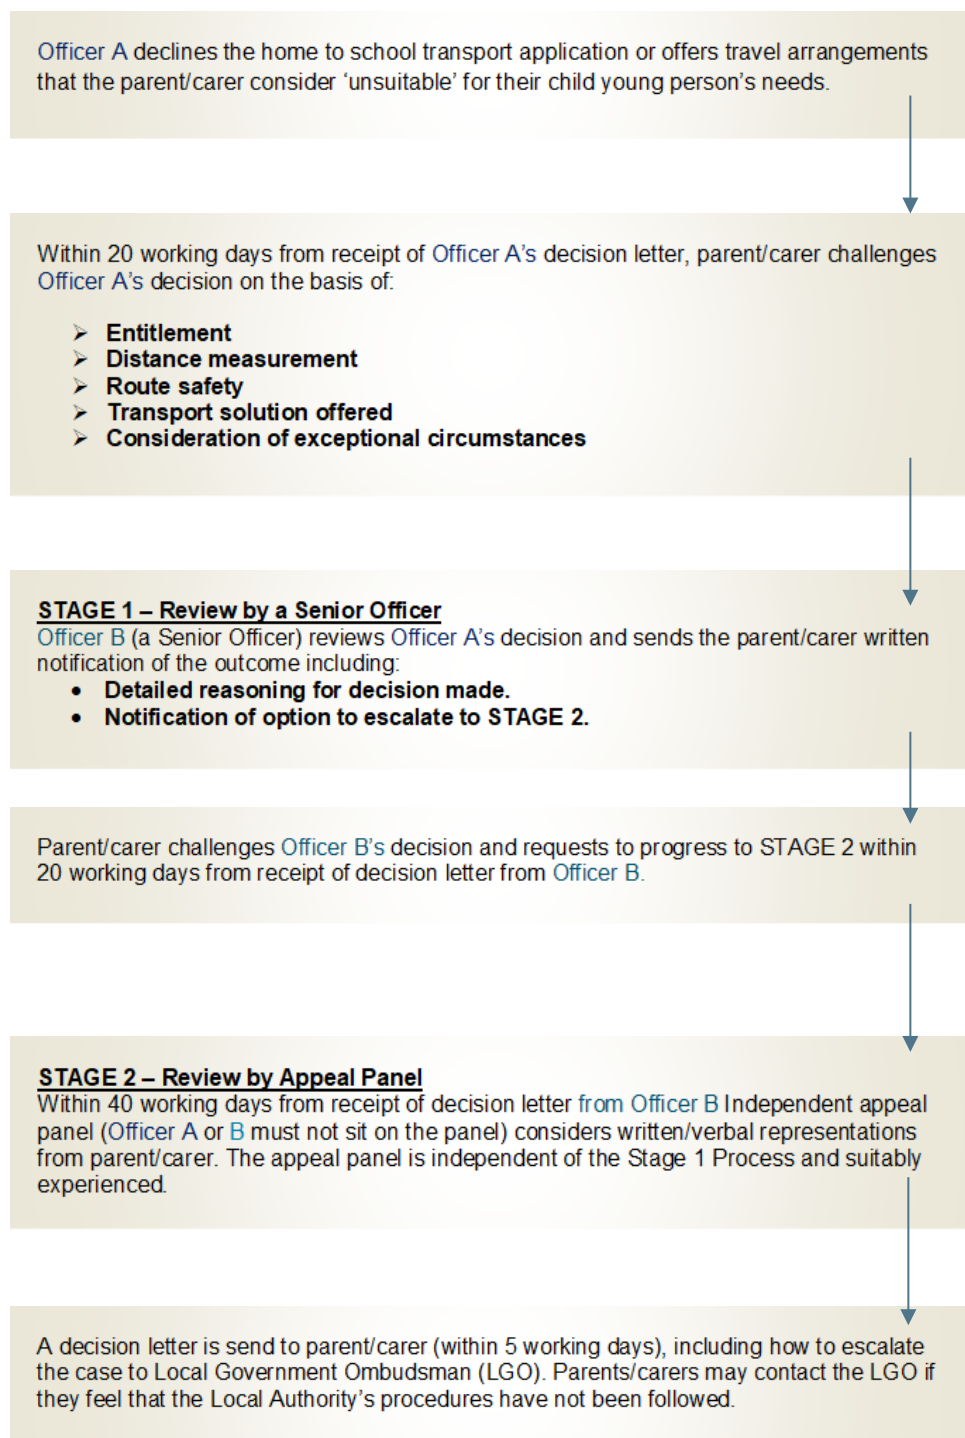 Officer A declines the home to school transport application or offers travel arrangements
that the parent/carer consider ‘unsuitable’ for their child young person’s needs.
Within 20 working days from receipt of Officer A’s decision letter, parent/carer challenges
Officer A’s decision on the basis of:
➢ Entitlement
➢ Distance measurement
➢ Route safety
➢ Transport solution offered
➢ Consideration of exceptional circumstances
STAGE 1 – Review by a Senior Officer
Officer B (a Senior Officer) reviews Officer A’s decision and sends the parent/carer written
notification of the outcome including:
• Detailed reasoning for decision made.
• Notification of option to escalate to STAGE 2.
Parent/carer challenges Officer B’s decision and requests to progress to STAGE 2 within
20 working days from receipt of decision letter from Officer B.
STAGE 2 – Review by Appeal Panel
Within 40 working days from receipt of decision letter from Officer B Independent appeal
panel (Officer A or B must not sit on the panel) considers written/verbal representations
from parent/carer. The appeal panel is independent of the Stage 1 Process and suitably
experienced.
A decision letter is send to parent/carer (within 5 working days), including how to escalate
the case to Local Government Ombudsman (LGO). Parents/carers may contact the LGO if
they feel that the Local Authority’s procedures have not been followed.